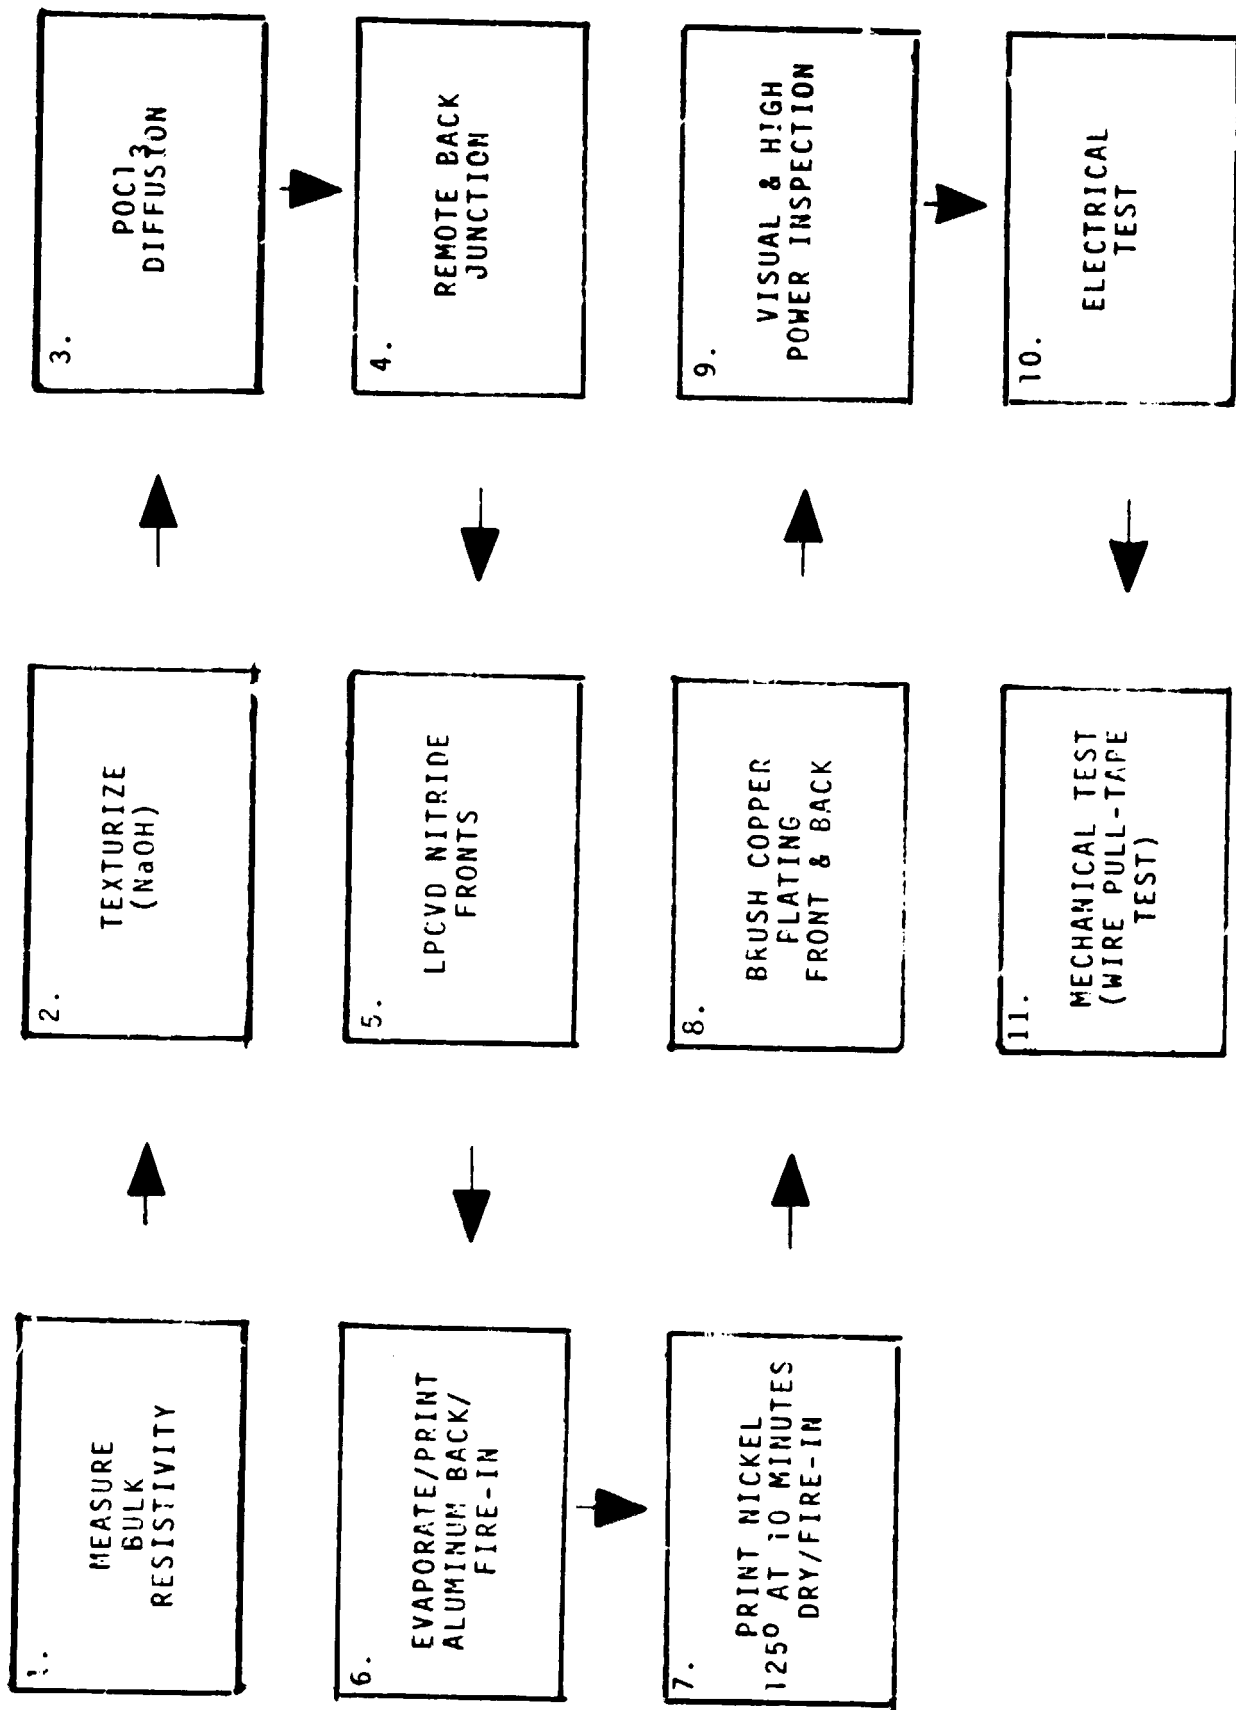 1.
MEASURE
BULK
RESISTIVITY
2.
TEXTURIZE
(NaOH)
3.
POCl3
DIFFUSION
4.
REMOTE BACK
JUNCTION
5.
LPCVD NITRIDE
FRONTS
6.
EVAPORATE/PRINT
ALUMINUM BACK/
FIRE-IN
7.
PRINT NICKEL
125º AT 10 MINUTES
DRY/FIRE-IN
8.
BRUSH COPPER
PLATING
FRONT & BACK
9.
VISUAL & HIGH
POWER INSPECTION
10.
ELECTRICAL
TEST
11.
MECHANICAL TEST
(WIRE PULL-TAPE
TEST)